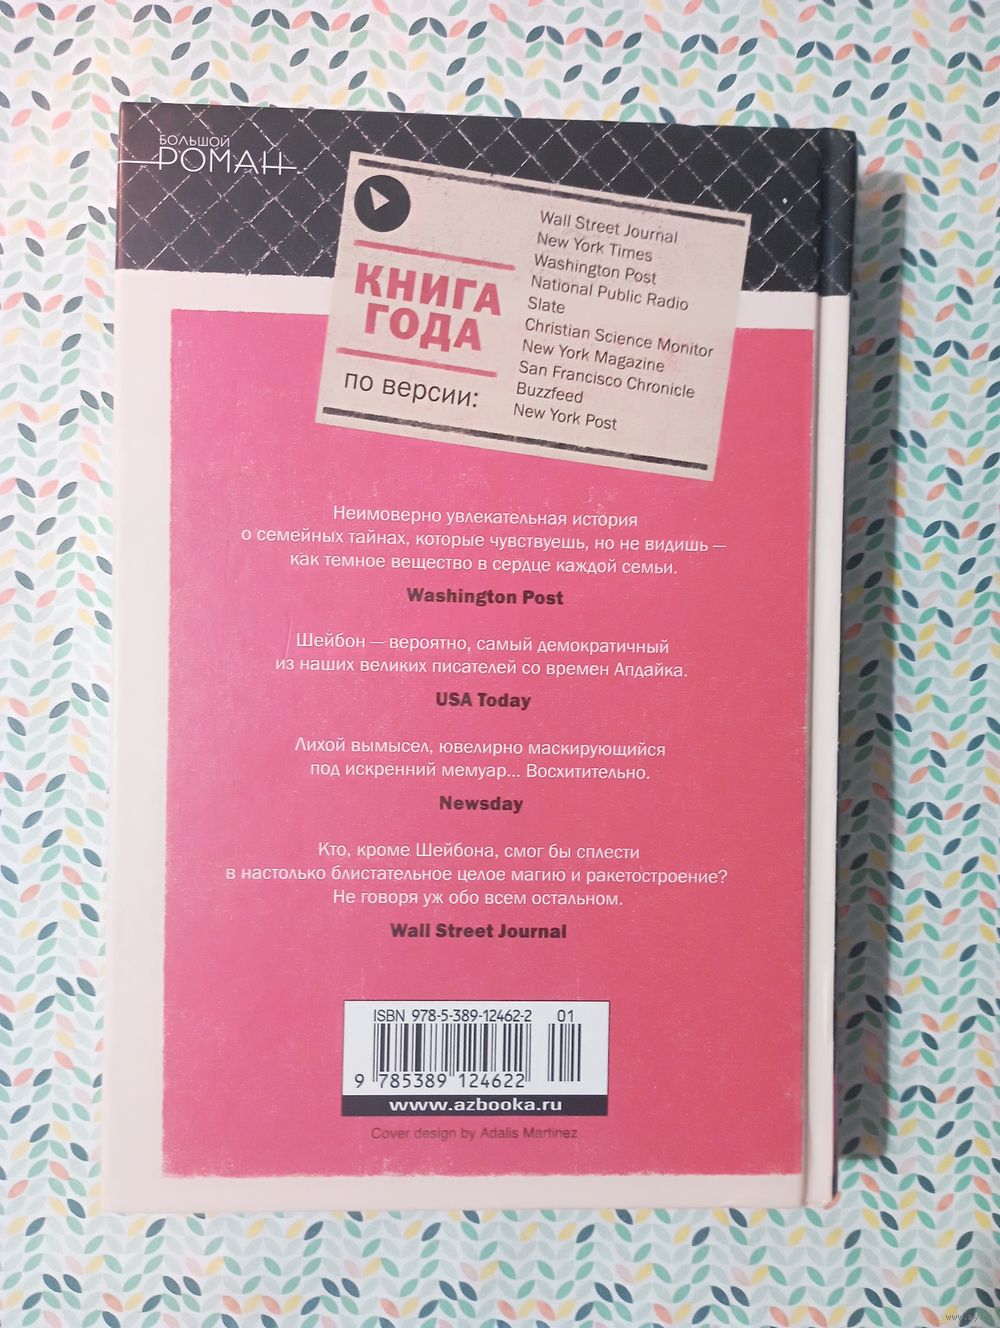 БОЛЬШОЙ
РОМАН
КНИГА
ГОДА
по версии:
Wall Street Journal
New York Times
Washington Post
National Public Radio
Slate
Christian Science Monitor
New York Magazine
San Francisco Chronicle
Buzzfeed
New York Post
Неимоверно увлекательная история
о семейных тайнах, которые чувствуешь, но не видишь —
как темное вещество в сердце каждой семьи.
Washington Post
Шейбон — вероятно, самый демократичный
из наших великих писателей со времен Апдайка.
USA Today
Лихой вымысел, ювелирно маскирующийся
под искренний мемуар... Восхитительно.
Newsday
Кто, кроме Шейбона, смог бы сплести
в настолько блистательное целое магию и ракетостроение?
Не говоря уж обо всем остальном.
Wall Street Journal
ISBN 978-5-389-12462-2 01
9 785389 124622
www.azbooka.ru
Cover design by Adalis Martinez